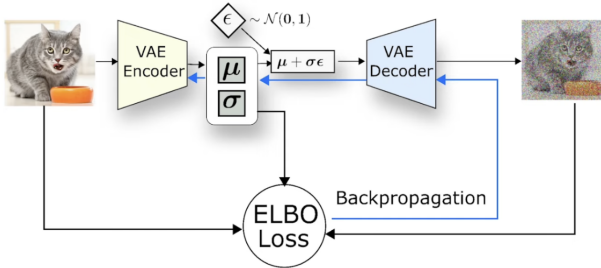 ϵ ∼ 𝒩(0, 1)
VAE
Encoder
μ
σ
μ + σϵ
VAE
Decoder
Backpropagation
ELBO
Loss